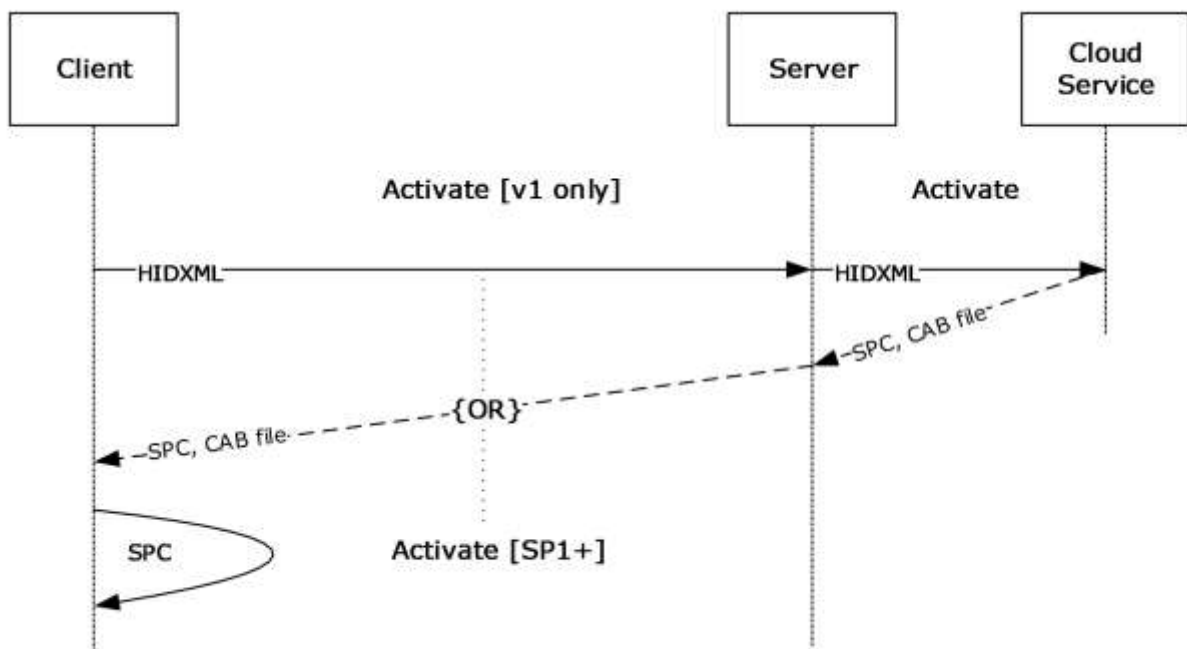 Client
Server
Cloud
Service
Activate [v1 only]
Activate
HIDXML
HIDXML
SPC, CAB file
{OR}
SPC, CAB file
SPC
Activate [SP1+]